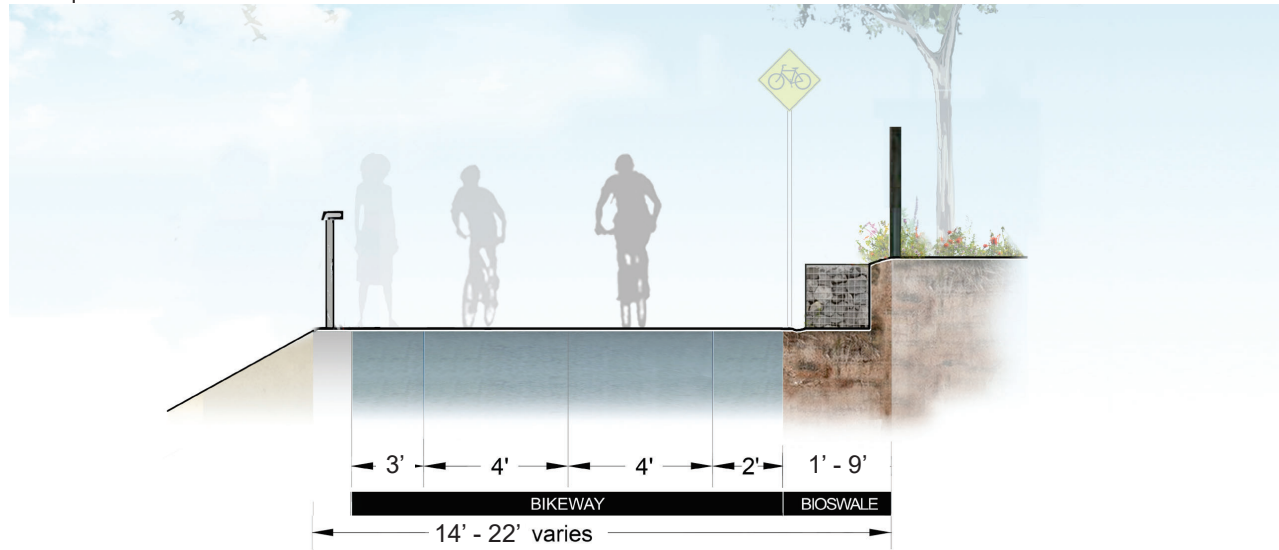 3’ 4' 4' 2' 1’ - 9’
BIKEWAY BIOSWALE
14’ - 22’ varies